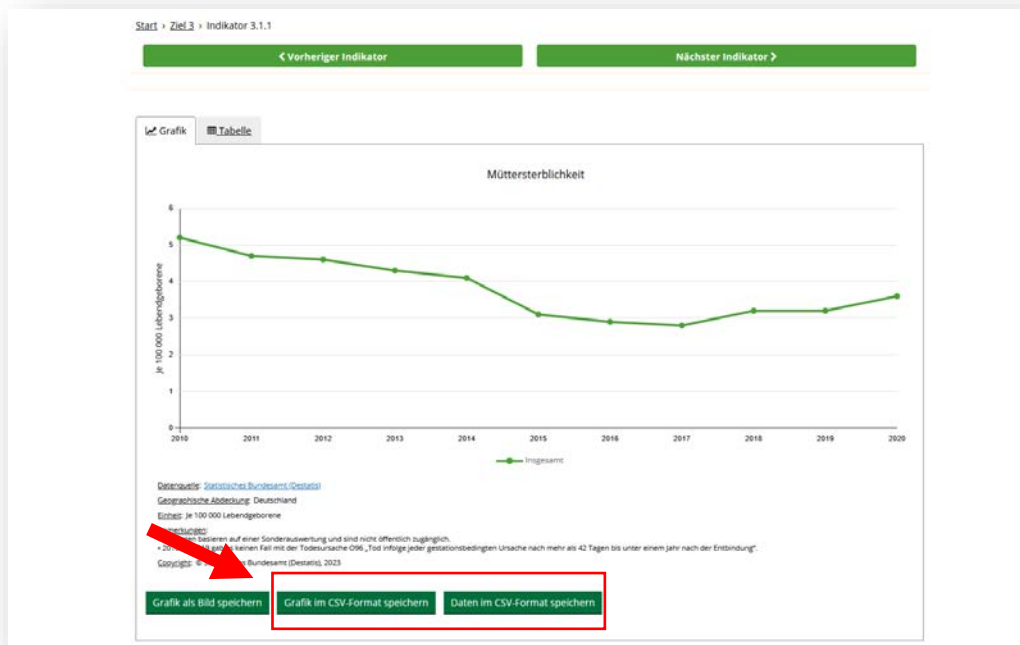 Start › Ziel 3 › Indikator 3.1.1
Vorheriger Indikator
Nächster Indikator
Grafik
Tabelle
Müttersterblichkeit
Je 100 000 Lebendgeborene
6
5
4
3
2
1
0
2010 2011 2012 2013 2014 2015 2016 2017 2018 2019 2020
Insgesamt
Datenquelle: Statistisches Bundesamt (Destatis)
Geographische Abdeckung: Deutschland
Einheit: Je 100 000 Lebendgeborene
basieren auf einer Sonderauswertung und sind nicht öffentlich zugänglich.
keinen Fall mit der Todesursache O96 „Tod infolge jeder gestationsbedingten Ursache nach mehr als 42 Tagen bis unter einem Jahr nach der Entbindung".
Copyright: © Bundesamt (Destatis), 2023
Grafik als Bild speichern
Grafik im CSV-Format speichern
Daten im CSV-Format speichern